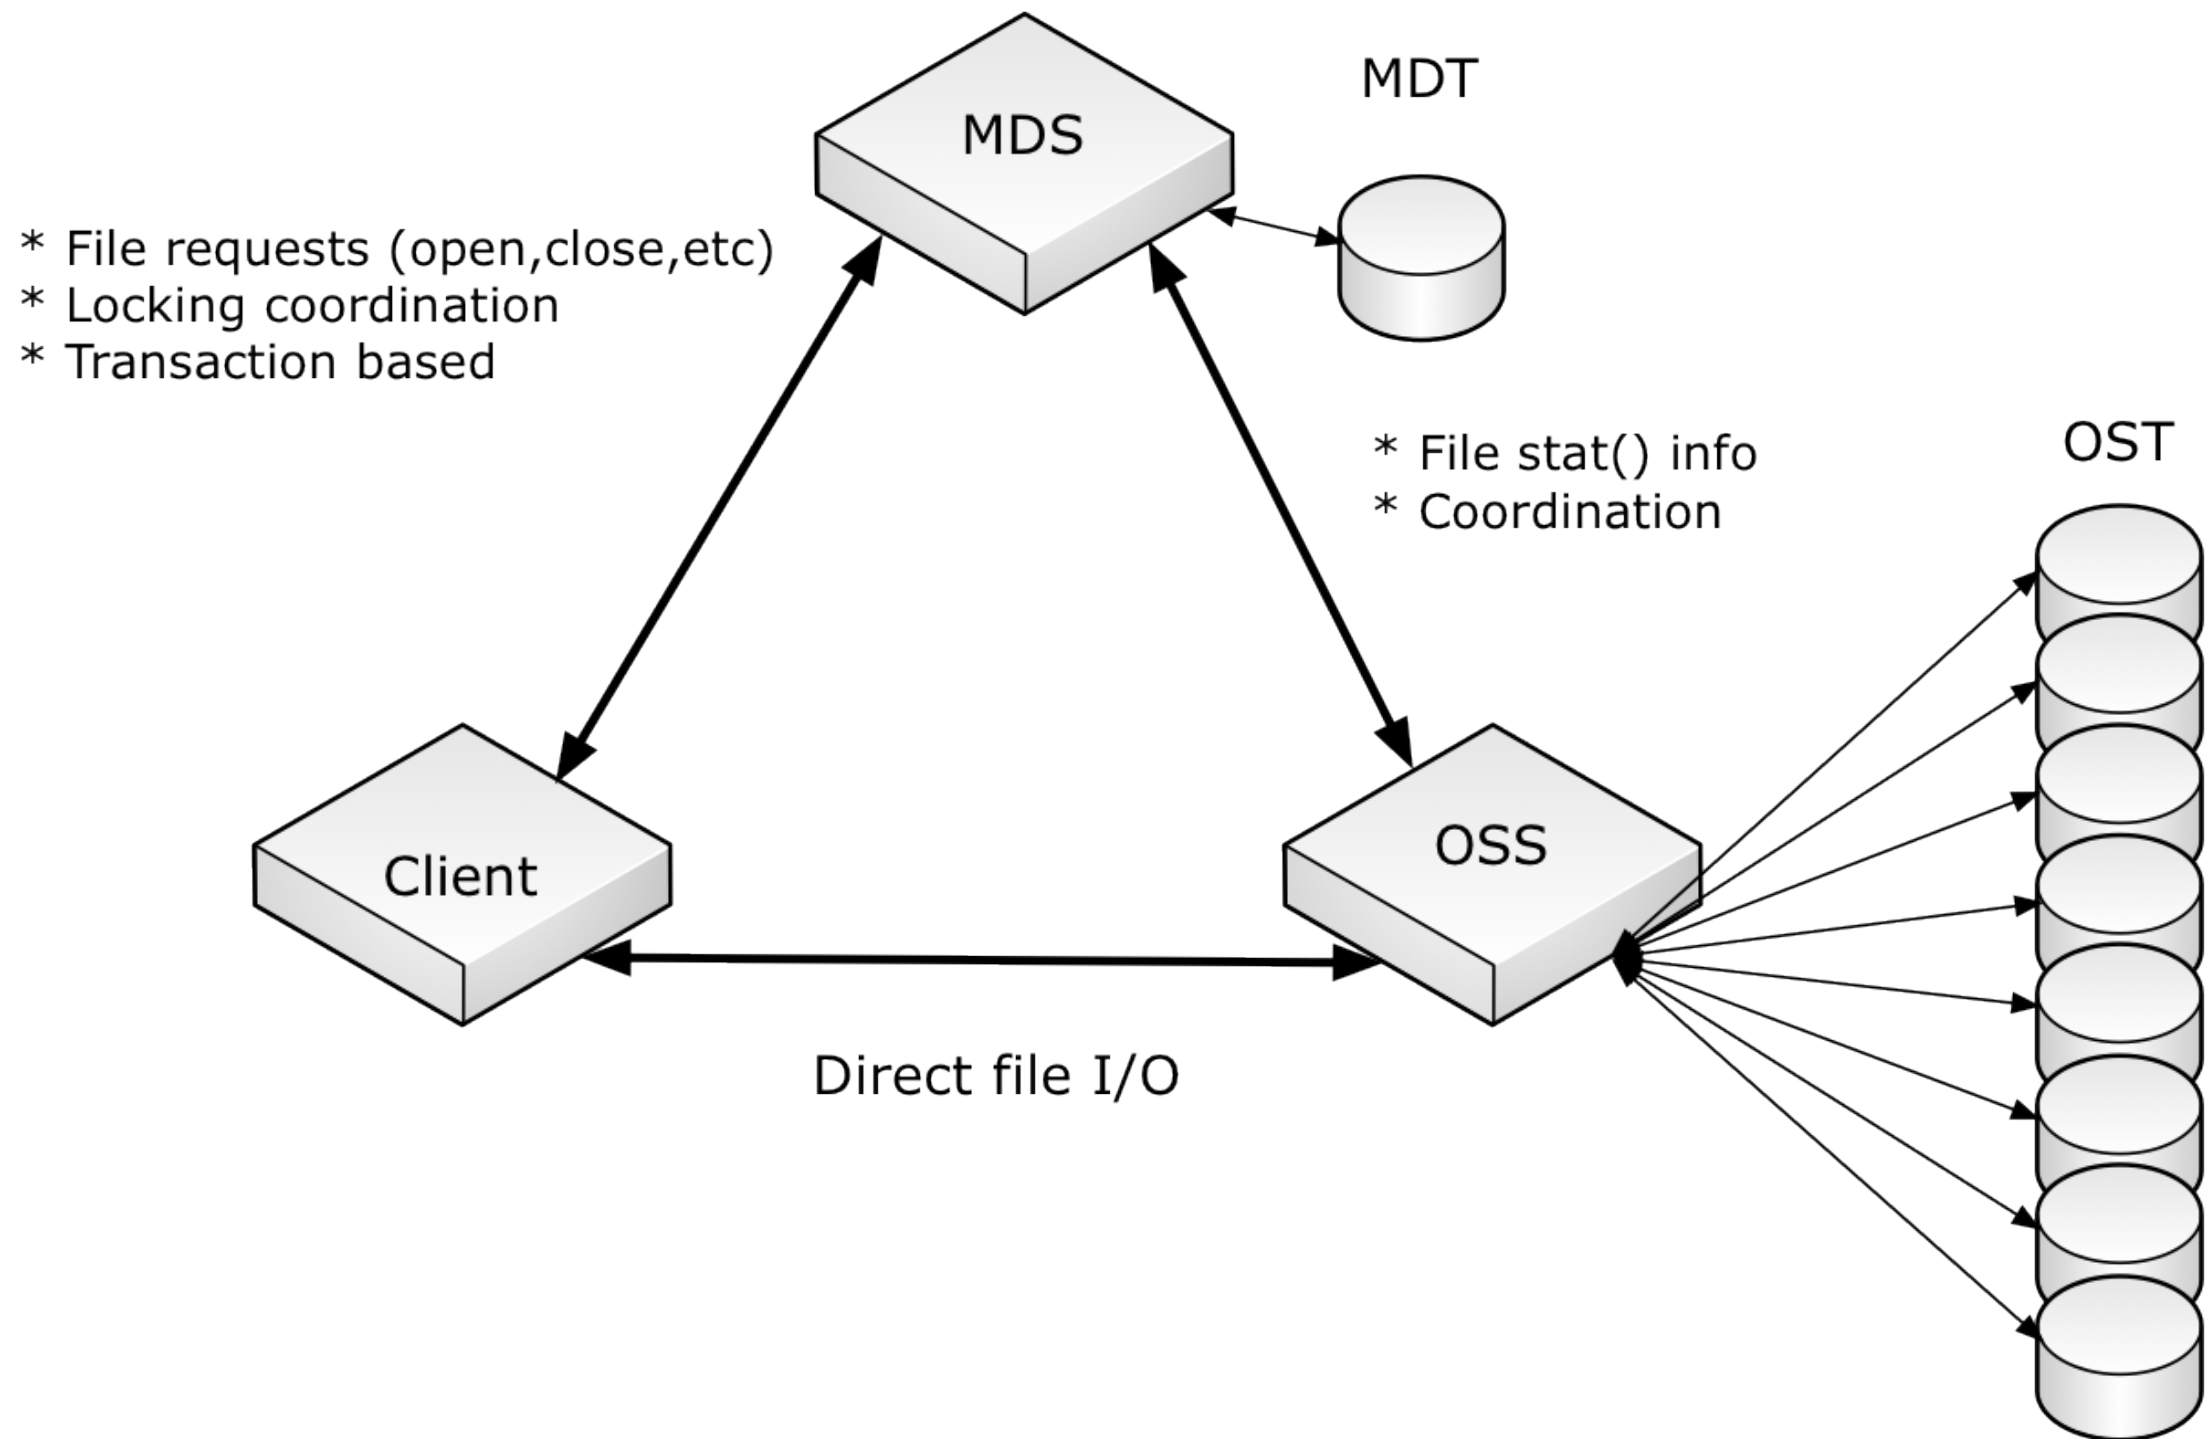 MDS
MDT
* File requests (open,close,etc)
* Locking coordination
* Transaction based
* File stat() info
* Coordination
OST
Client
OSS
Direct file I/O